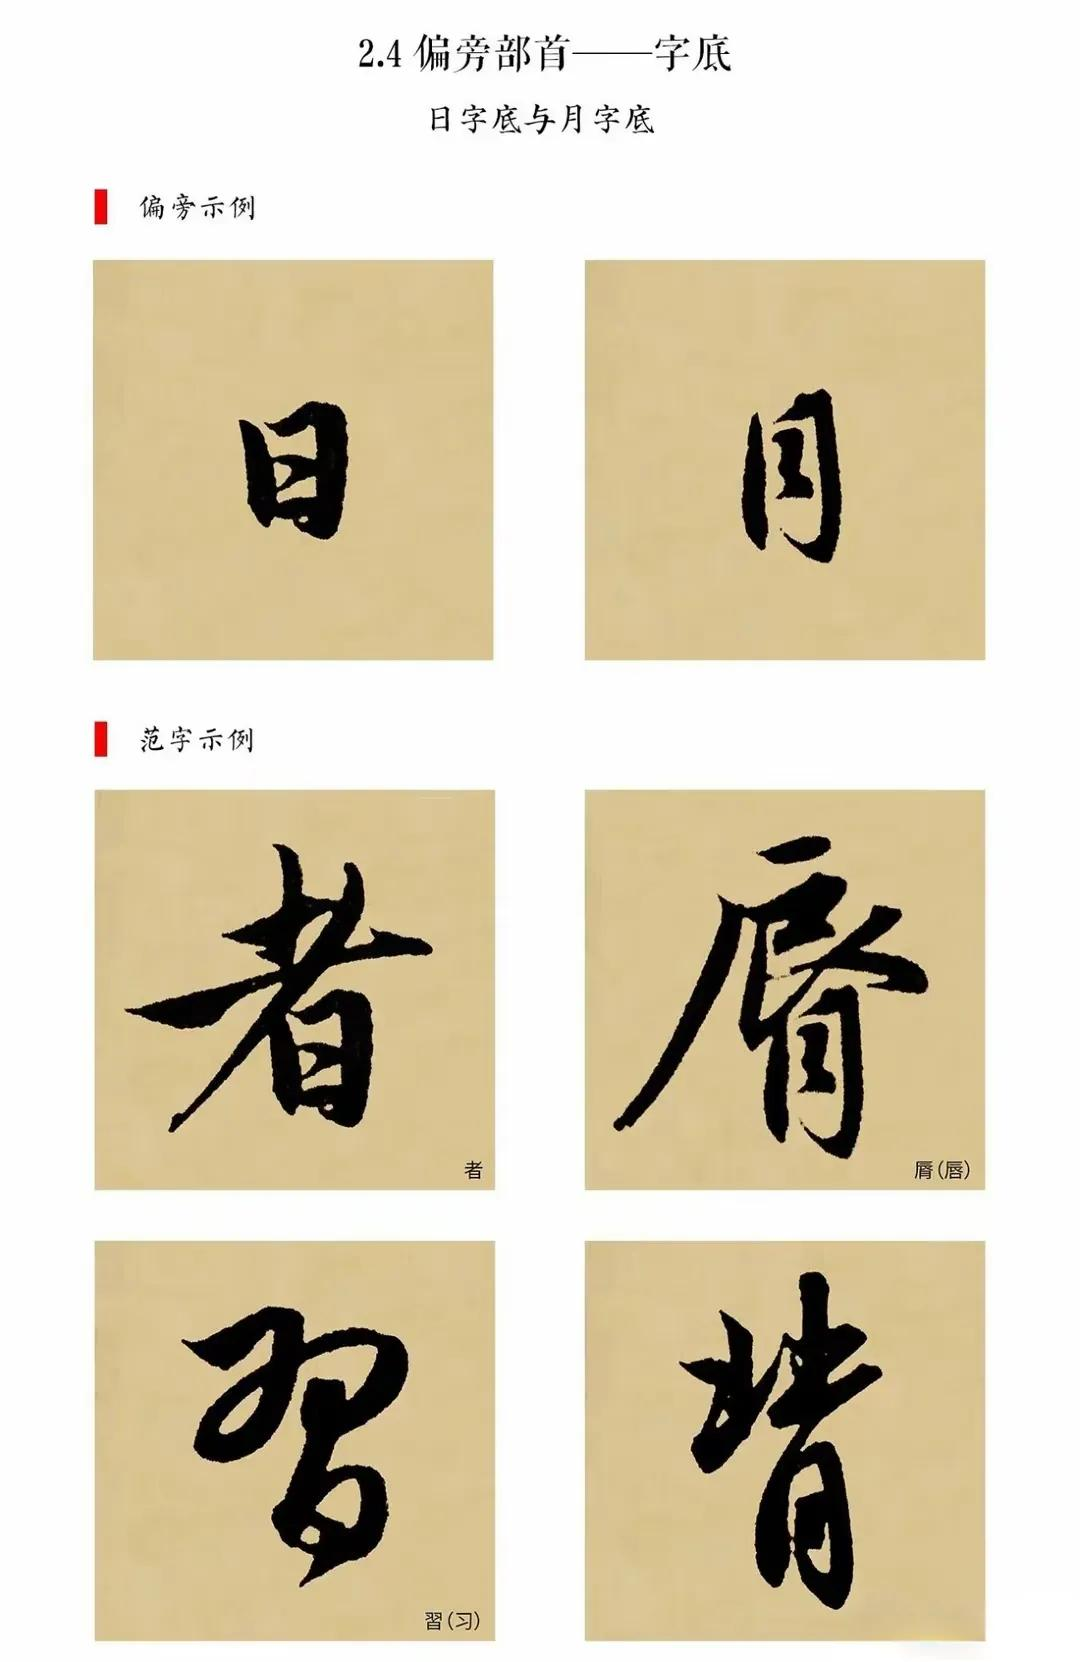 2.4 偏旁部首——字底
日字底与月字底
偏旁示例
日 月
范字示例
者 脣
者 脣(唇)
習 背
習(习)